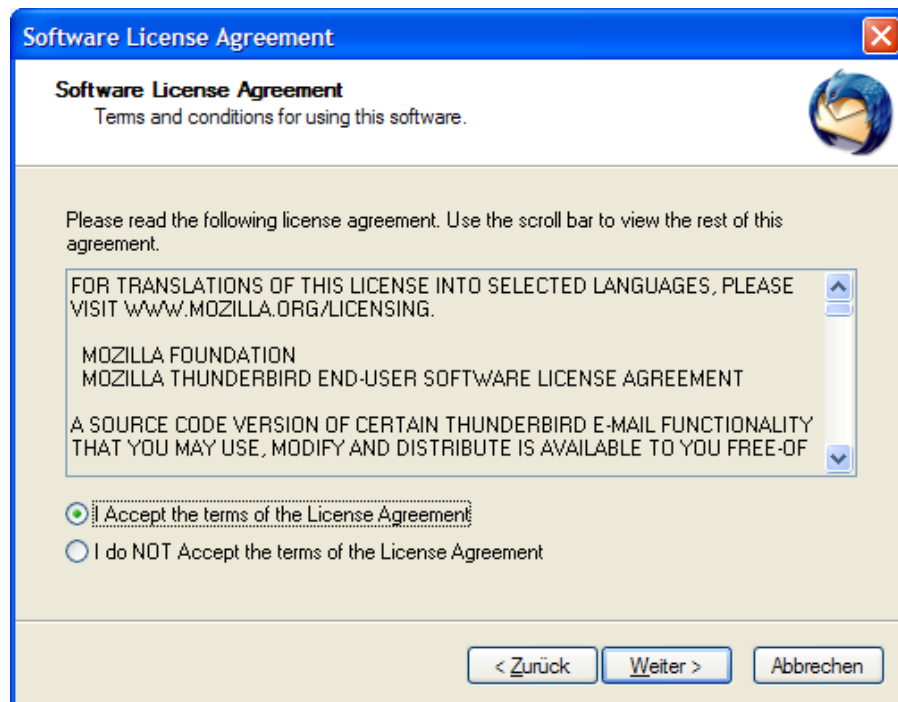 Software License Agreement
Software License Agreement
Terms and conditions for using this software.
Please read the following license agreement. Use the scroll bar to view the rest of this
agreement.
FOR TRANSLATIONS OF THIS LICENSE INTO SELECTED LANGUAGES, PLEASE
VISIT WWW.MOZILLA.ORG/LICENSING.
MOZILLA FOUNDATION
MOZILLA THUNDERBIRD END-USER SOFTWARE LICENSE AGREEMENT
A SOURCE CODE VERSION OF CERTAIN THUNDERBIRD E-MAIL FUNCTIONALITY
THAT YOU MAY USE, MODIFY AND DISTRIBUTE IS AVAILABLE TO YOU FREE-OF
I Accept the terms of the License Agreement
I do NOT Accept the terms of the License Agreement
< Zurück Weiter > Abbrechen